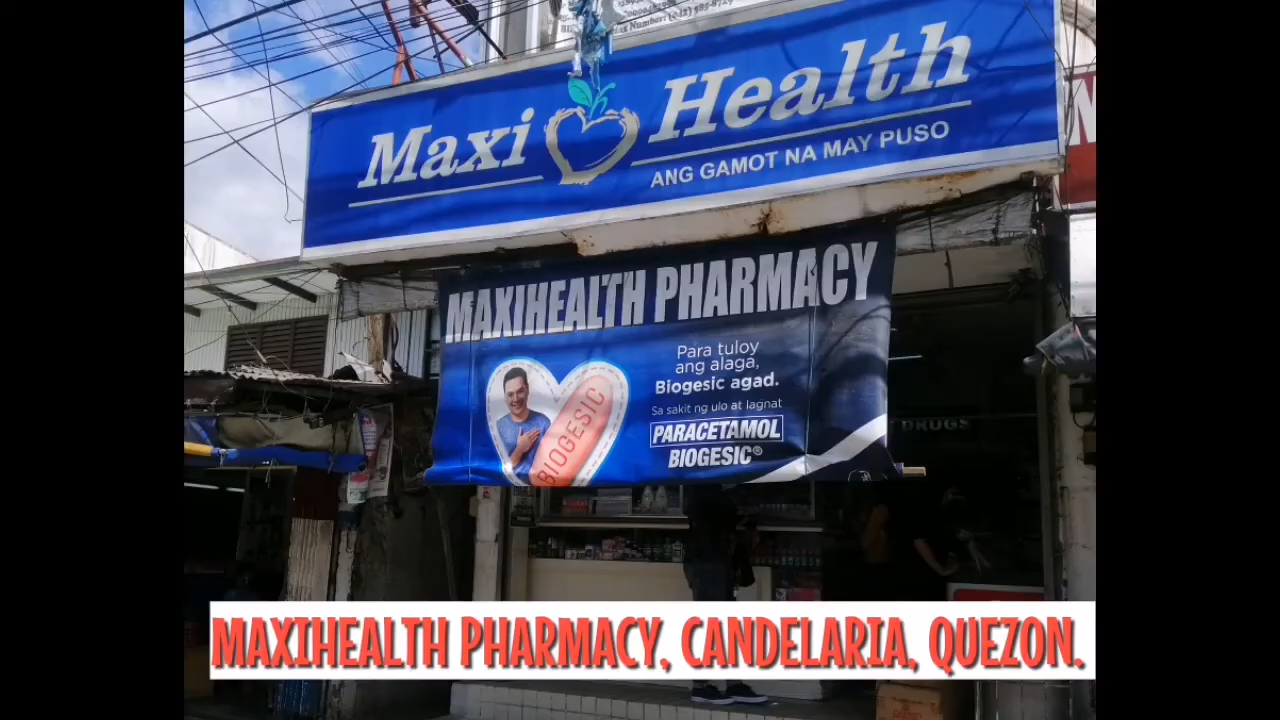 Maxi Health
ANG GAMOT NA MAY PUSO
MAXIHEALTH PHARMACY
Para tuloy
ang alaga,
Biogesic agad.
Sa sakit ng ulo at lagnat
PARACETAMOL
BIOGESIC®
BIOGESIC
DRUGS
MAXIHEALTH PHARMACY, CANDELARIA, QUEZON.